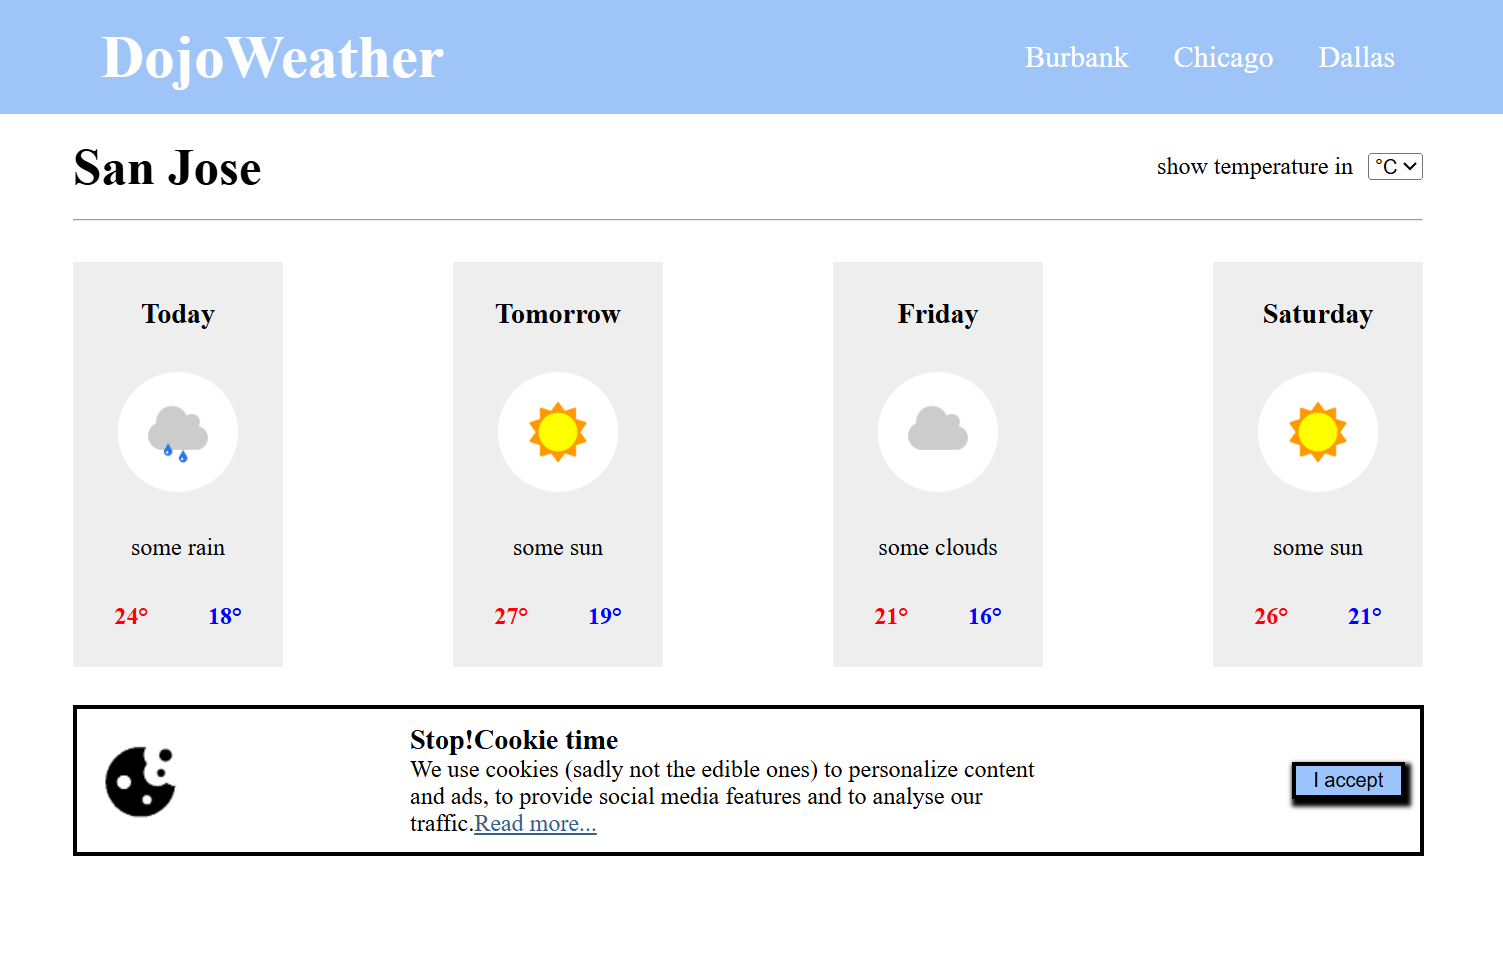 DojoWeather
Burbank Chicago Dallas
San Jose
show temperature in °C
Today
Tomorrow
Friday
Saturday
some rain
some sun
some clouds
some sun
24° 18°
27° 19°
21° 16°
26° 21°
Stop!Cookie time
We use cookies (sadly not the edible ones) to personalize content
and ads, to provide social media features and to analyse our
traffic.Read more...
I accept